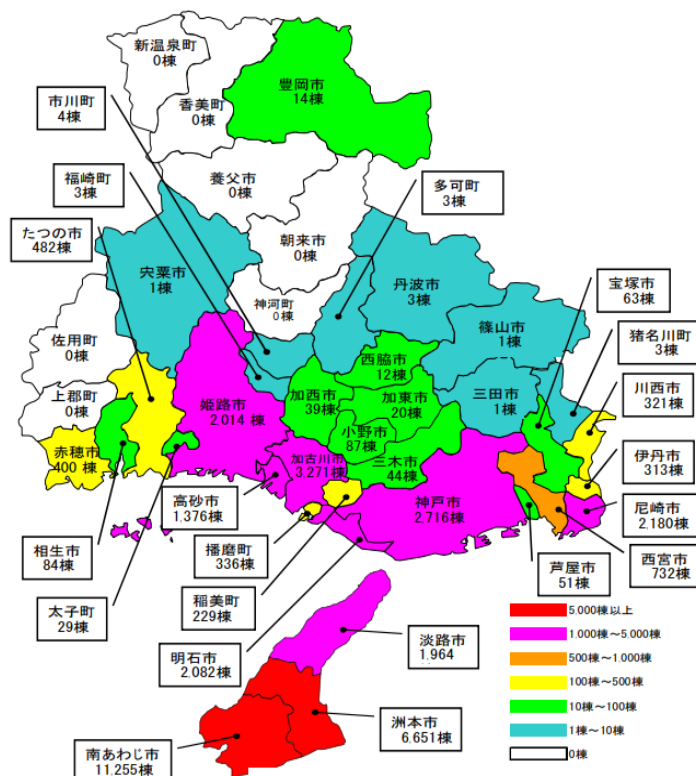 新温泉町
0棟
豊岡市
14棟
市川町
4棟
香美町
0棟
福崎町
3棟
養父市
0棟
多可町
3棟
たつの市
482棟
朝来市
0棟
宍粟市
1棟
丹波市
3棟
宝塚市
63棟
神河町
0棟
佐用町
0棟
篠山市
1棟
猪名川町
3棟
西脇市
12棟
川西市
321棟
上郡町
0棟
姫路市
2.014 棟
加西市
39棟
加東市
20棟
三田市
1棟
赤穂市
400 棟
小野市
87棟
伊丹市
313棟
加古川市
3.271棟
三木市
44棟
高砂市
1.376棟
神戸市
2.716棟
尼崎市
2.180棟
相生市
84棟
播磨町
336棟
芦屋市
51棟
西宮市
732棟
太子町
29棟
稲美町
229棟
明石市
2.082棟
淡路市
1.964
洲本市
6.651棟
南あわじ市
11.255棟
5.000棟以上
1.000棟～5.000棟
500棟～1.000棟
100棟～500棟
10棟～100棟
1棟～10棟
0棟